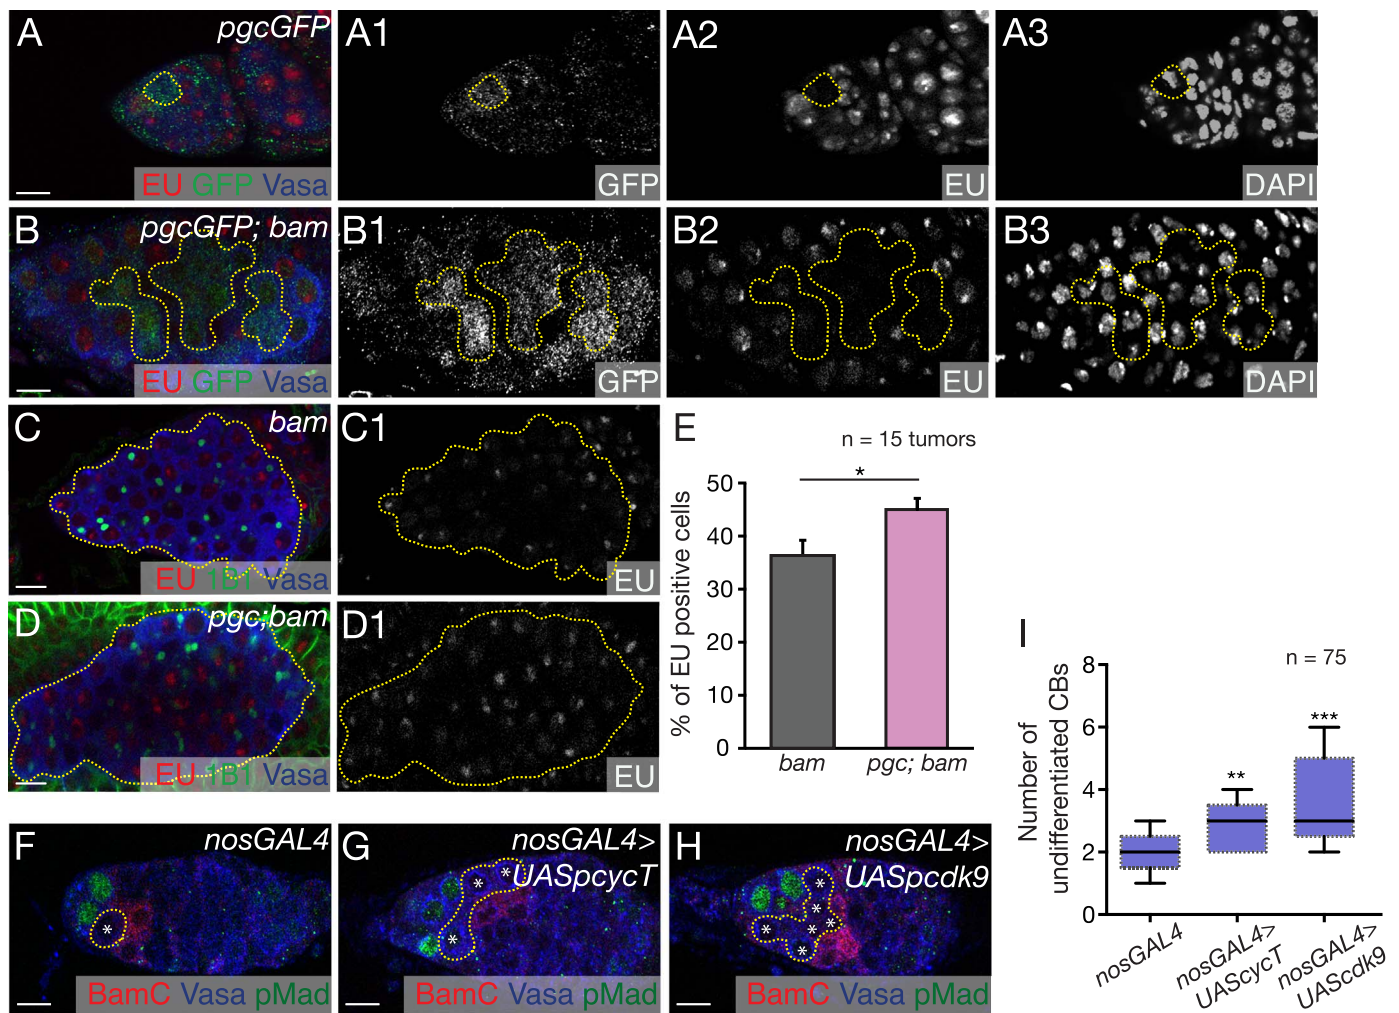 A pgcGFP
EU GFP Vasa
A1
GFP
A2
EU
A3
DAPI
B pgcGFP; bam
EU GFP Vasa
B1
GFP
B2
EU
B3
DAPI
C bam
EU 1B1 Vasa
C1
EU
D pgc;bam
EU 1B1 Vasa
D1
EU
E
n = 15 tumors
*
% of EU positive cells
50
40
30
20
10
0
bam
pgc; bam
F nosGAL4
*
BamC Vasa pMad
G nosGAL4>
UASpcycT
* *
*
BamC Vasa pMad
H nosGAL4>
UASpcdk9
*
*
* * *
*
BamC Vasa pMad
I
n = 75
Number of
undifferentiated CBs
8
6
4
2
0
**
***
nosGAL4
nosGAL4>
UAScycT
nosGAL4>
UAScdk9